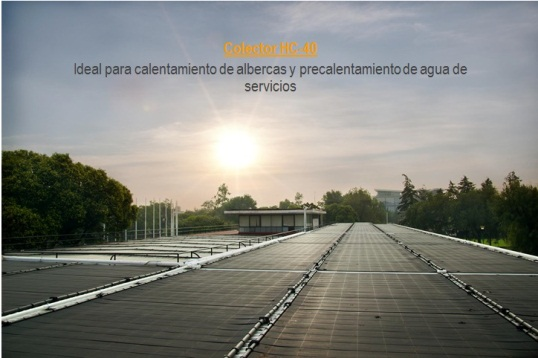 Colector HC-40
Ideal para calentamiento de albercas y precalentamiento de agua de
servicios